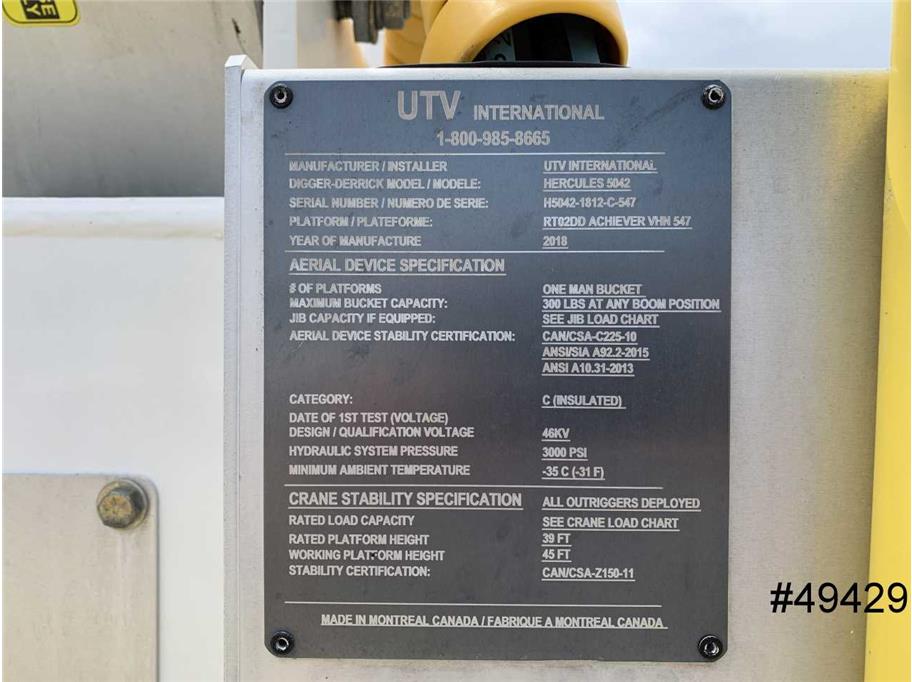 UTV INTERNATIONAL
1-800-985-8665
MANUFACTURER / INSTALLER UTV INTERNATIONAL
DIGGER-DERRICK MODEL / MODELE: HERCULES 5042
SERIAL NUMBER / NUMERO DE SERIE: H5042-1812-C-547
PLATFORM / PLATEFORME: RT02DD ACHIEVER VHN 547
YEAR OF MANUFACTURE 2018
AERIAL DEVICE SPECIFICATION
# OF PLATFORMS ONE MAN BUCKET
MAXIMUM BUCKET CAPACITY: 300 LBS AT ANY BOOM POSITION
JIB CAPACITY IF EQUIPPED: SEE JIB LOAD CHART
AERIAL DEVICE STABILITY CERTIFICATION: CAN/CSA-C225-10
ANSI/SIA A92.2-2015
ANSI A10.31-2013
CATEGORY: C (INSULATED)
DATE OF 1ST TEST (VOLTAGE)
DESIGN / QUALIFICATION VOLTAGE 46KV
HYDRAULIC SYSTEM PRESSURE 3000 PSI
MINIMUM AMBIENT TEMPERATURE -35 C (-31 F)
CRANE STABILITY SPECIFICATION ALL OUTRIGGERS DEPLOYED
RATED LOAD CAPACITY SEE CRANE LOAD CHART
RATED PLATFORM HEIGHT 39 FT
WORKING PLATFORM HEIGHT 45 FT
STABILITY CERTIFICATION: CAN/CSA-Z150-11
MADE IN MONTREAL CANADA / FABRIQUE A MONTREAL CANADA
#49429